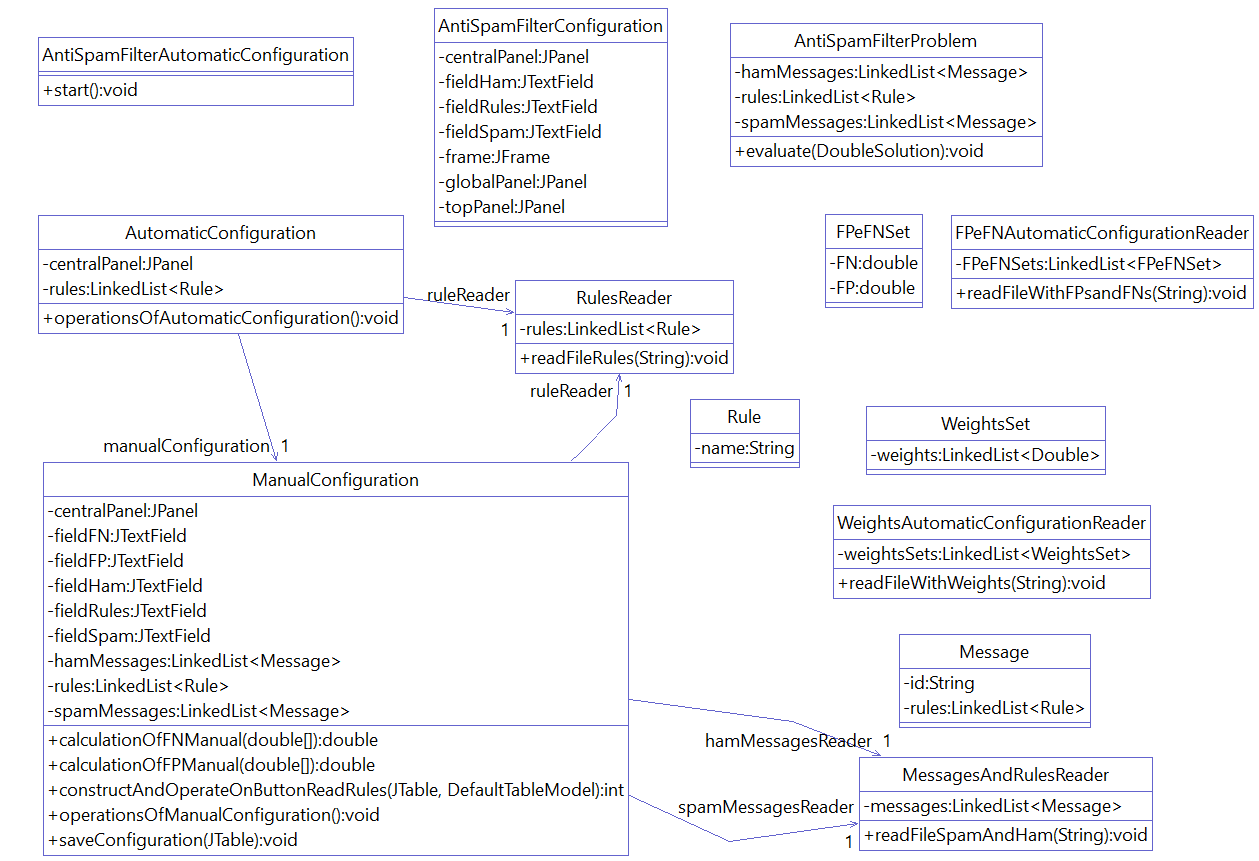 AntiSpamFilterAutomaticConfiguration
+start():void
AntiSpamFilterConfiguration
-centralPanel:JPanel
-fieldHam:JTextField
-fieldRules:JTextField
-fieldSpam:JTextField
-frame:JFrame
-globalPanel:JPanel
-topPanel:JPanel
AntiSpamFilterProblem
-hamMessages:LinkedList<Message>
-rules:LinkedList<Rule>
-spamMessages:LinkedList<Message>
+evaluate(DoubleSolution):void
AutomaticConfiguration
-centralPanel:JPanel
-rules:LinkedList<Rule>
+operationsOfAutomaticConfiguration():void
FPeFNSet
-FN:double
-FP:double
FPeFNAutomaticConfigurationReader
-FPeFNSets:LinkedList<FPeFNSet>
+readFileWithFPsandFNs(String):void
ruleReader
1
RulesReader
-rules:LinkedList<Rule>
+readFileRules(String):void
ruleReader 1
Rule
-name:String
WeightsSet
-weights:LinkedList<Double>
manualConfiguration 1
ManualConfiguration
-centralPanel:JPanel
-fieldFN:JTextField
-fieldFP:JTextField
-fieldHam:JTextField
-fieldRules:JTextField
-fieldSpam:JTextField
-hamMessages:LinkedList<Message>
-rules:LinkedList<Rule>
-spamMessages:LinkedList<Message>
+calculationOfFNManual(double[]):double
+calculationOfFPManual(double[]):double
+constructAndOperateOnButtonReadRules(JTable, DefaultTableModel):int
+operationsOfManualConfiguration():void
+saveConfiguration(JTable):void
WeightsAutomaticConfigurationReader
-weightsSets:LinkedList<WeightsSet>
+readFileWithWeights(String):void
Message
-id:String
-rules:LinkedList<Rule>
hamMessagesReader 1
spamMessagesReader
1
MessagesAndRulesReader
-messages:LinkedList<Message>
+readFileSpamAndHam(String):void